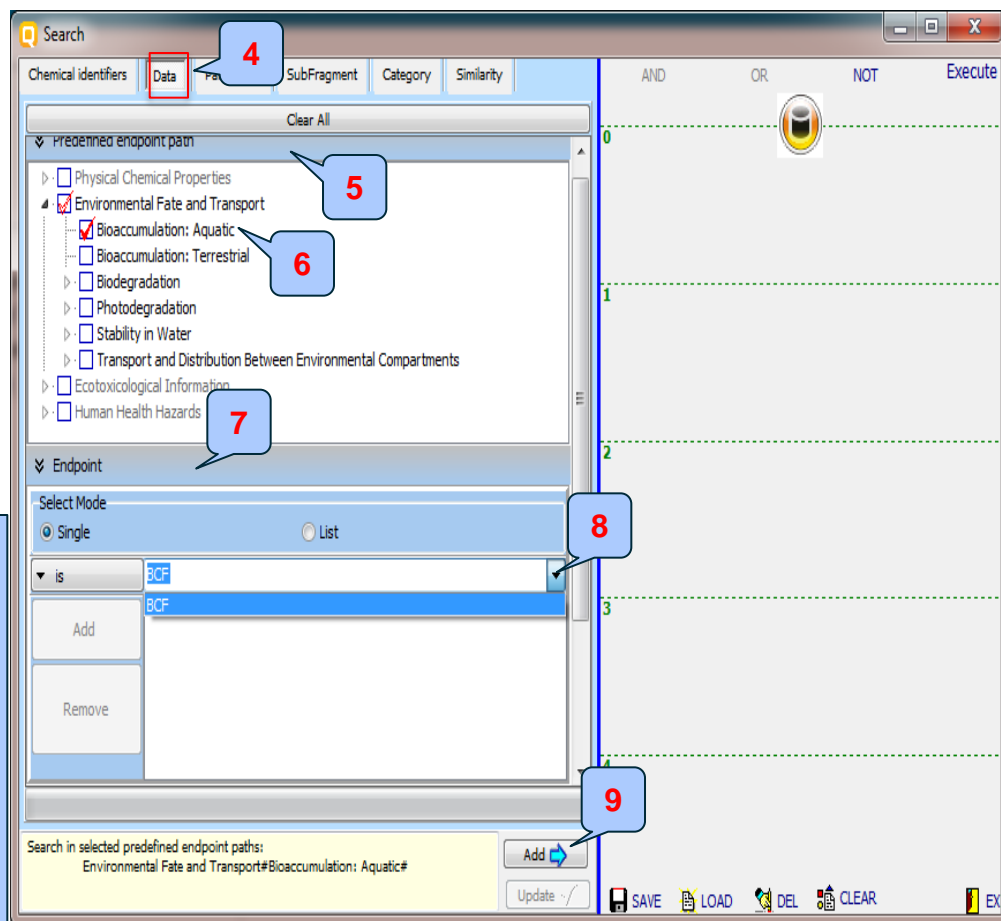 Search
4
Chemical identifiers Data SubFragment Category Similarity
AND OR NOT Execute
Clear All
Predefined endpoint path
0
5
Physical Chemical Properties
Environmental Fate and Transport
Bioaccumulation: Aquatic
6
Bioaccumulation: Terrestrial
Biodegradation
1
Photodegradation
Stability in Water
Transport and Distribution Between Environmental Compartments
Ecotoxicological Information
Human Health Hazards
7
2
Endpoint
Select Mode
8
Single List
is BCF
BCF
3
Add
Remove
4
9
Search in selected predefined endpoint paths:
Environmental Fate and Transport#Bioaccumulation: Aquatic#
Add
Update
SAVE LOAD DEL CLEAR EX